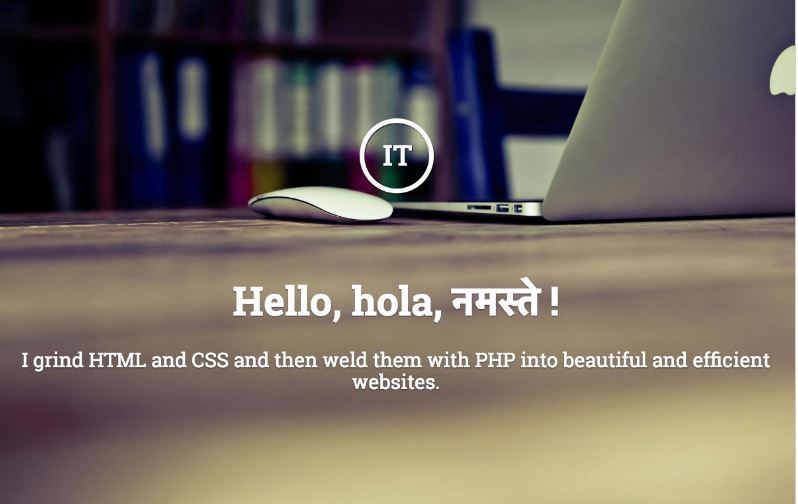 IT
Hello, hola, नमस्ते !
I grind HTML and CSS and then weld them with PHP into beautiful and efficient
websites.